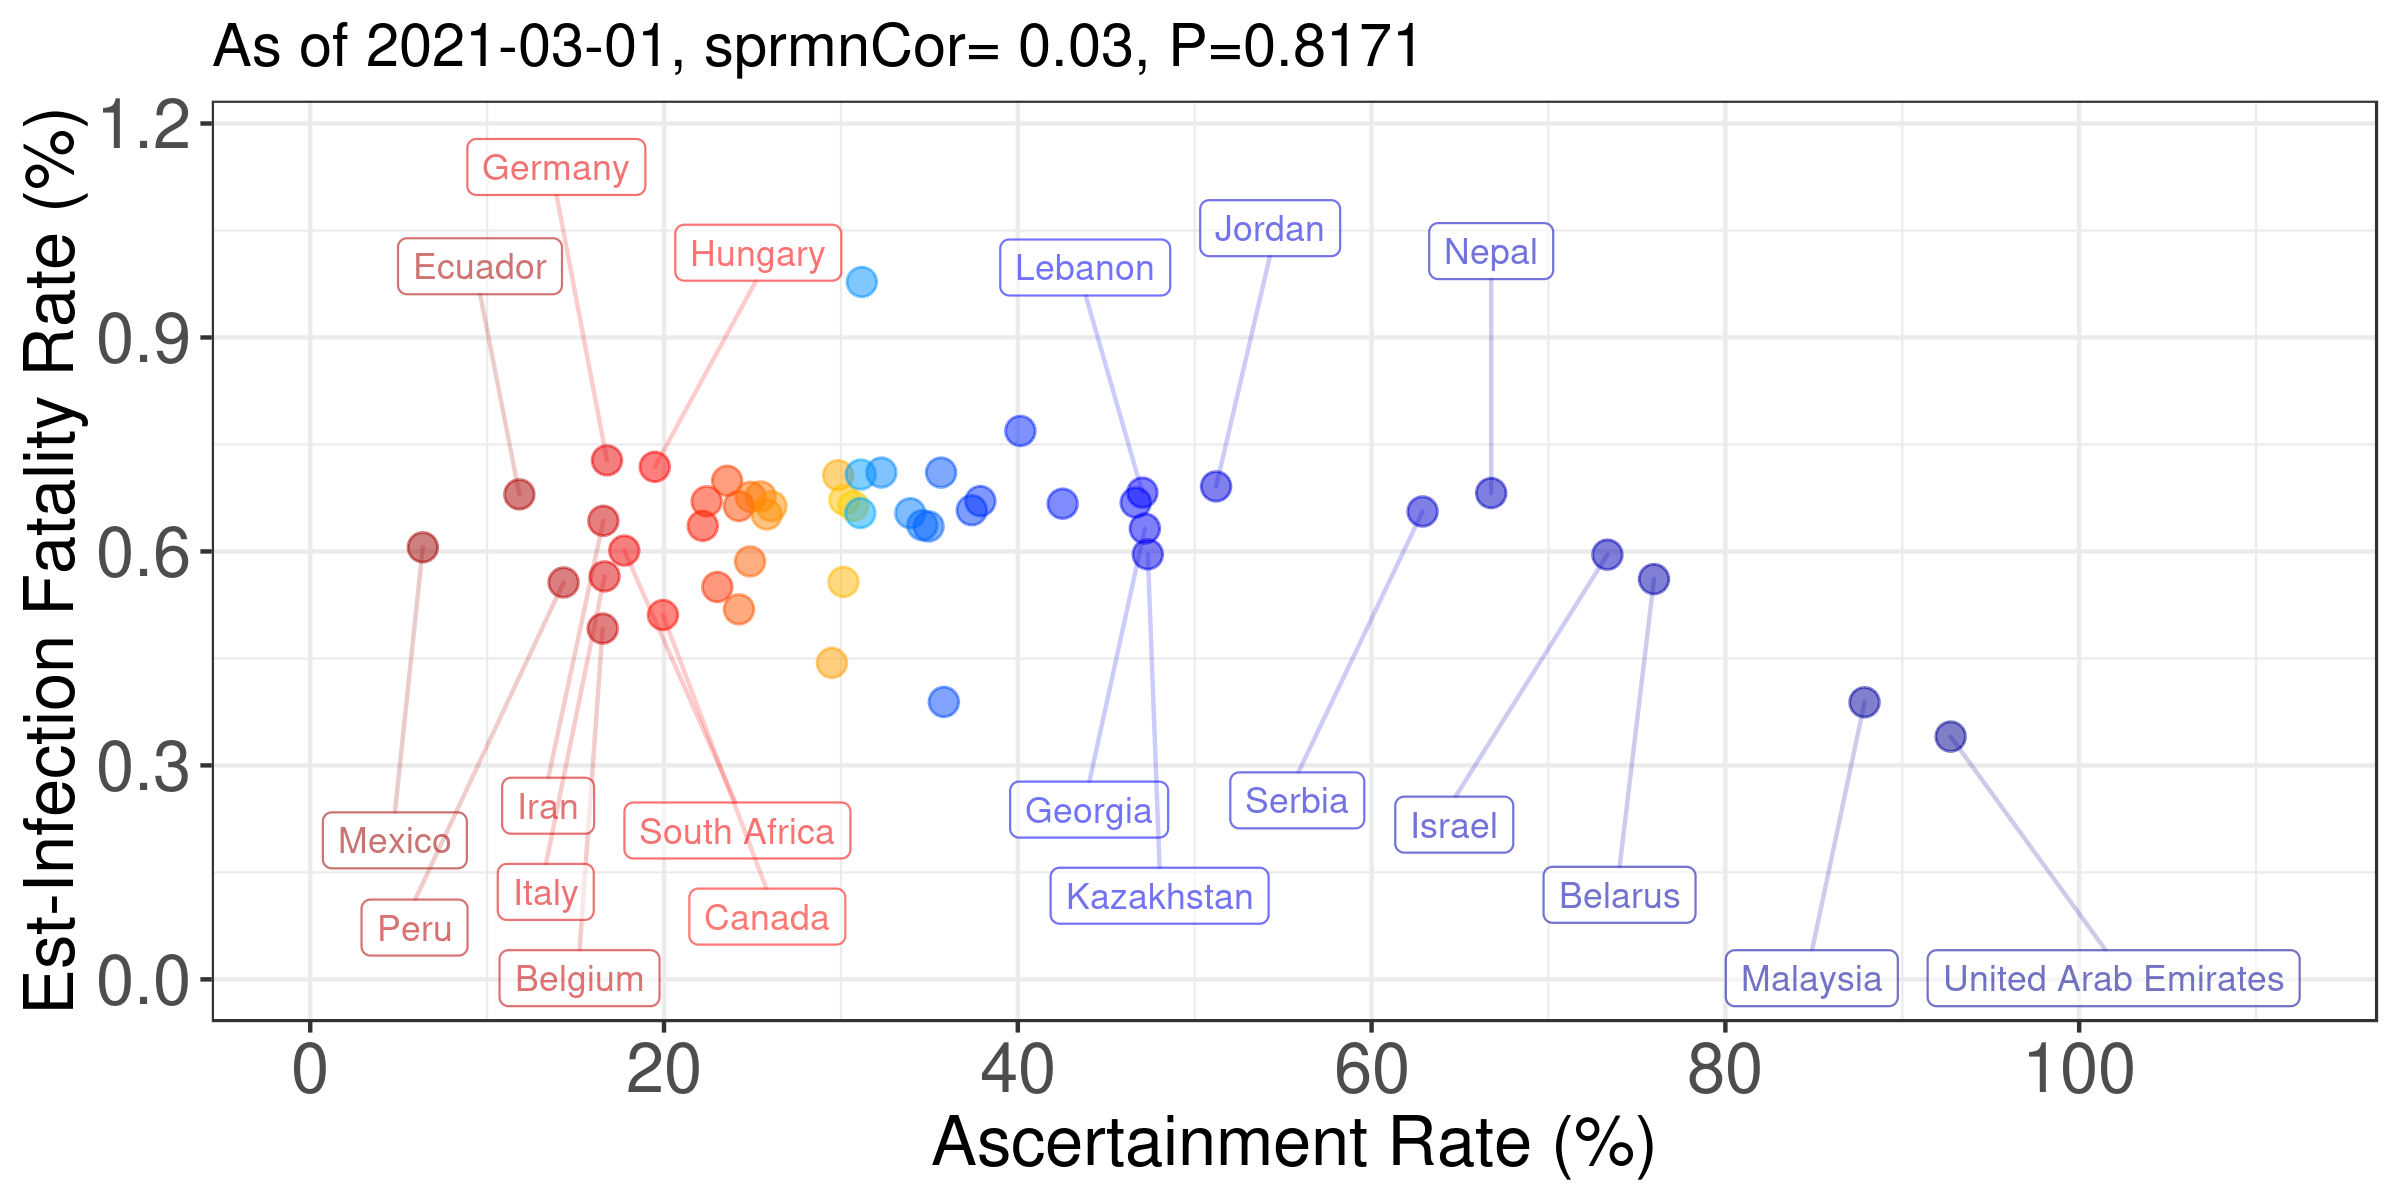 As of 2021-03-01, sprmnCor= 0.03, P=0.8171
Est-Infection Fatality Rate (%)
1.2
0.9
0.6
0.3
0.0
Germany
Ecuador
Hungary
Lebanon
Jordan
Nepal
Iran
Mexico
South Africa
Georgia
Serbia
Israel
Italy
Peru
Canada
Kazakhstan
Belarus
Belgium
Malaysia
United Arab Emirates
0 20 40 60 80 100
Ascertainment Rate (%)